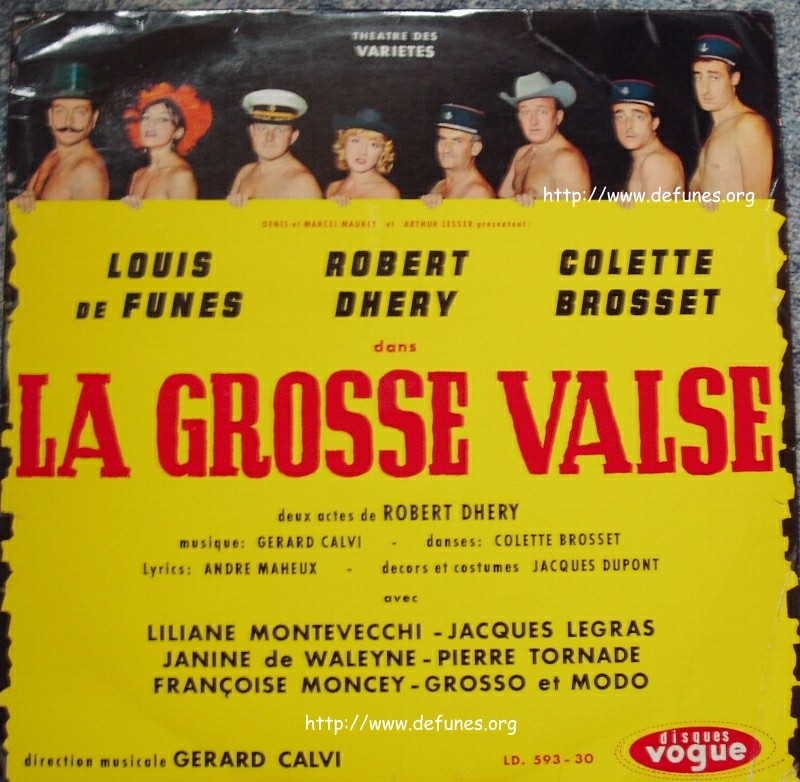 THEATRE DES
VARIETES
http://www.defunes.org
DENIS et MARCEL MAUREY et ARTHUR LESSER présentent:
LOUIS DE FUNES
ROBERT DHERY
COLETTE BROSSET
dans
LA GROSSE VALSE
deux actes de ROBERT DHERY
musique: GERARD CALVI - danses: COLETTE BROSSET
Lyrics: ANDRE MAHEUX - decors et costumes JACQUES DUPONT
avec
LILIANE MONTEVECCHI - JACQUES LEGRAS
JANINE de WALEYNE - PIERRE TORNADE
FRANÇOISE MONCEY - GROSSO et MODO
http://www.defunes.org
direction musicale GERARD CALVI
LD. 593-30
disques
vogue